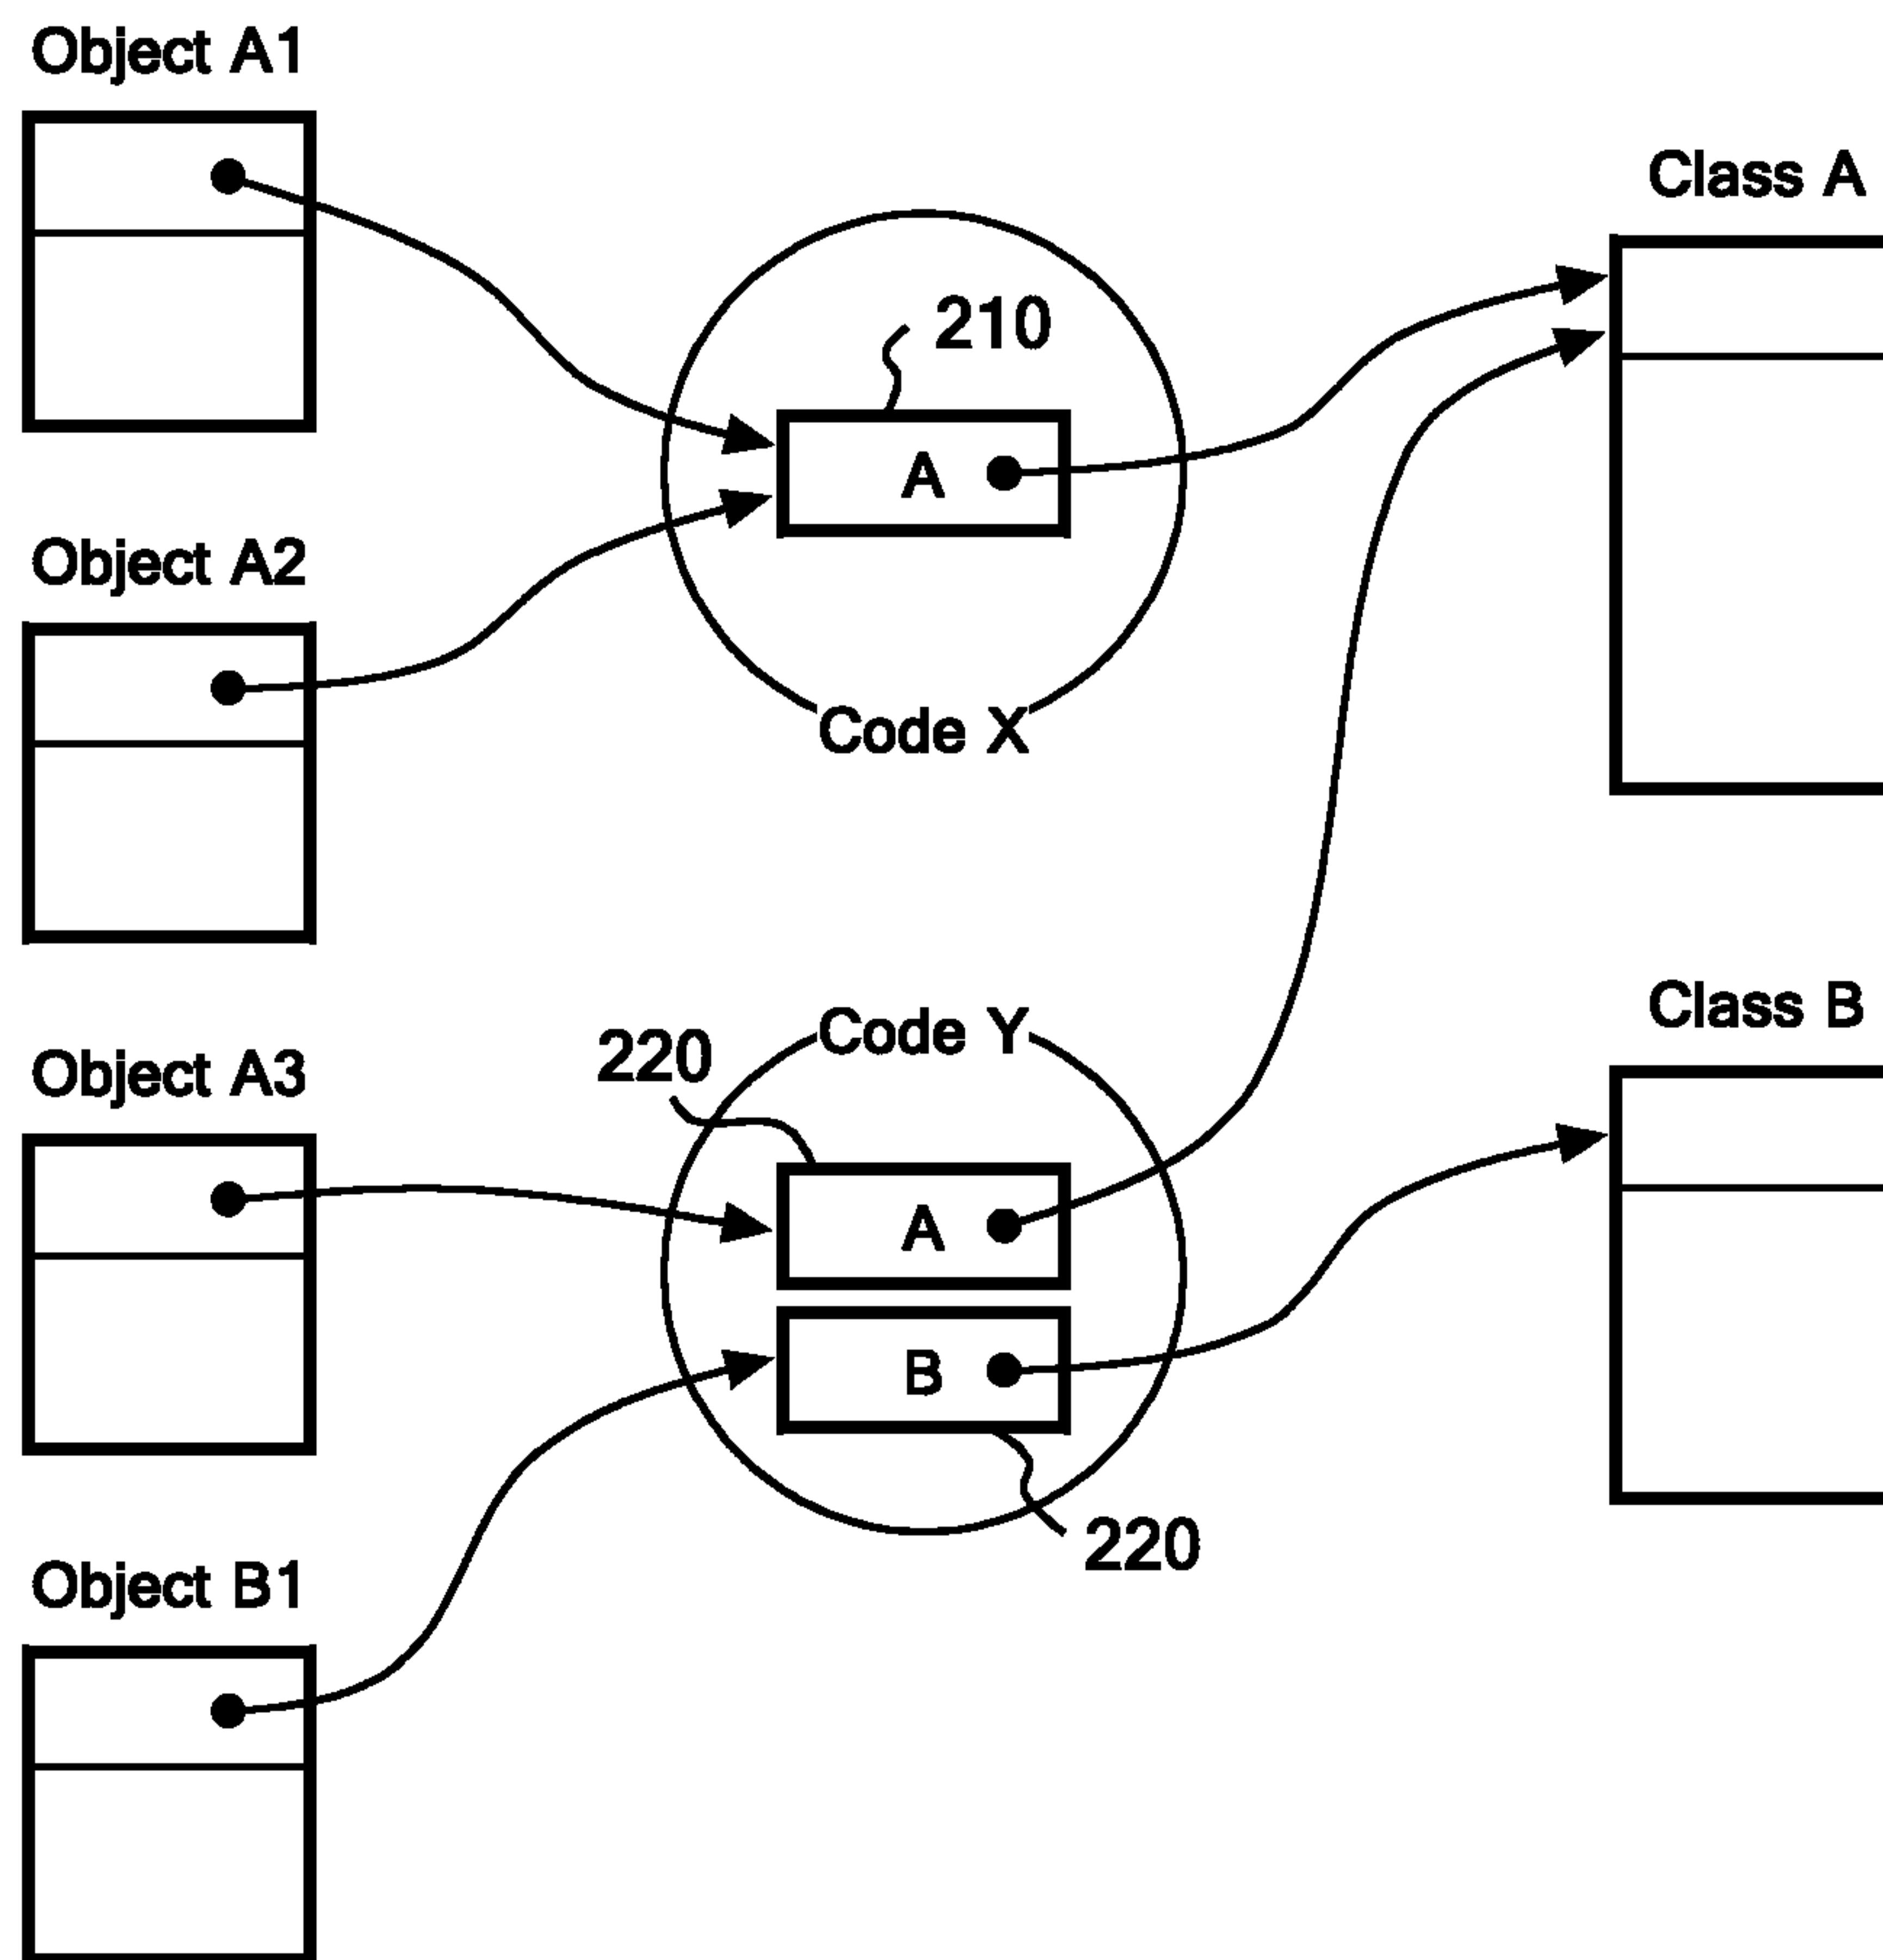 Object A1
Class A
210
A
Object A2
Code X
Class B
Code Y
220
Object A3
A
B
220
Object B1